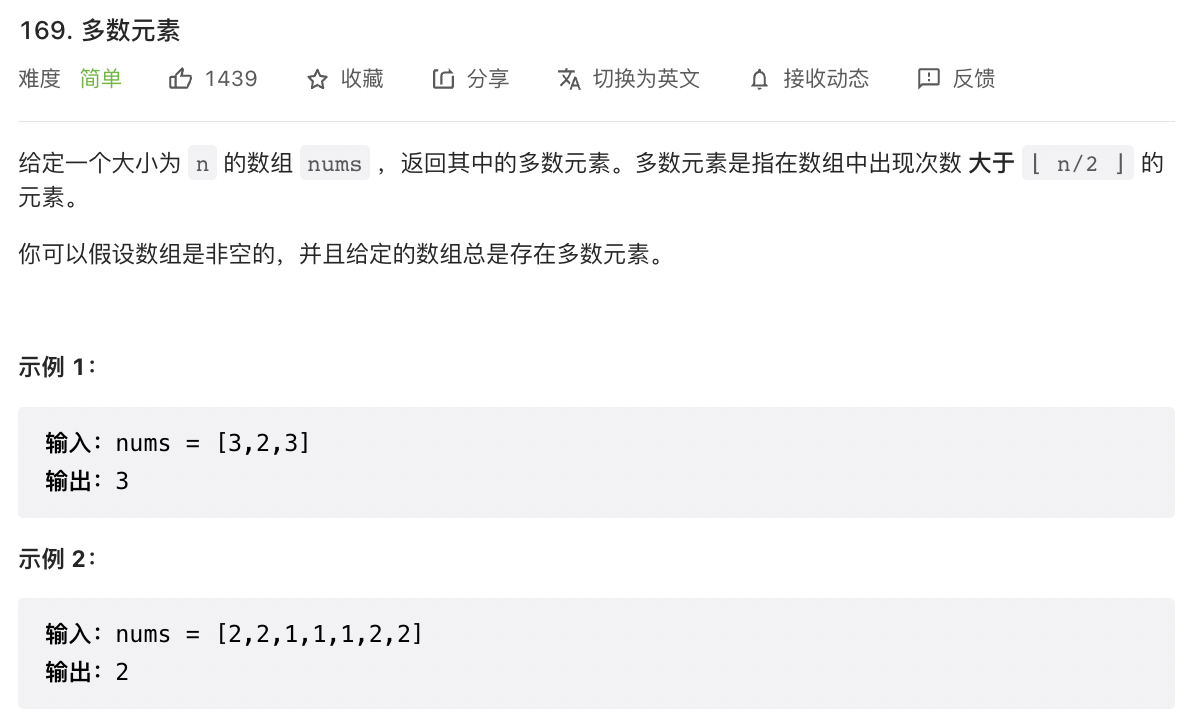 169. 多数元素
难度 简单 1439 收藏 分享 切换为英文 接收动态 反馈
给定一个大小为 n 的数组 nums ，返回其中的多数元素。多数元素是指在数组中出现次数 大于 ⌊ n/2 ⌋ 的
元素。
你可以假设数组是非空的，并且给定的数组总是存在多数元素。
示例 1：
输入：nums = [3,2,3]
输出：3
示例 2：
输入：nums = [2,2,1,1,1,2,2]
输出：2